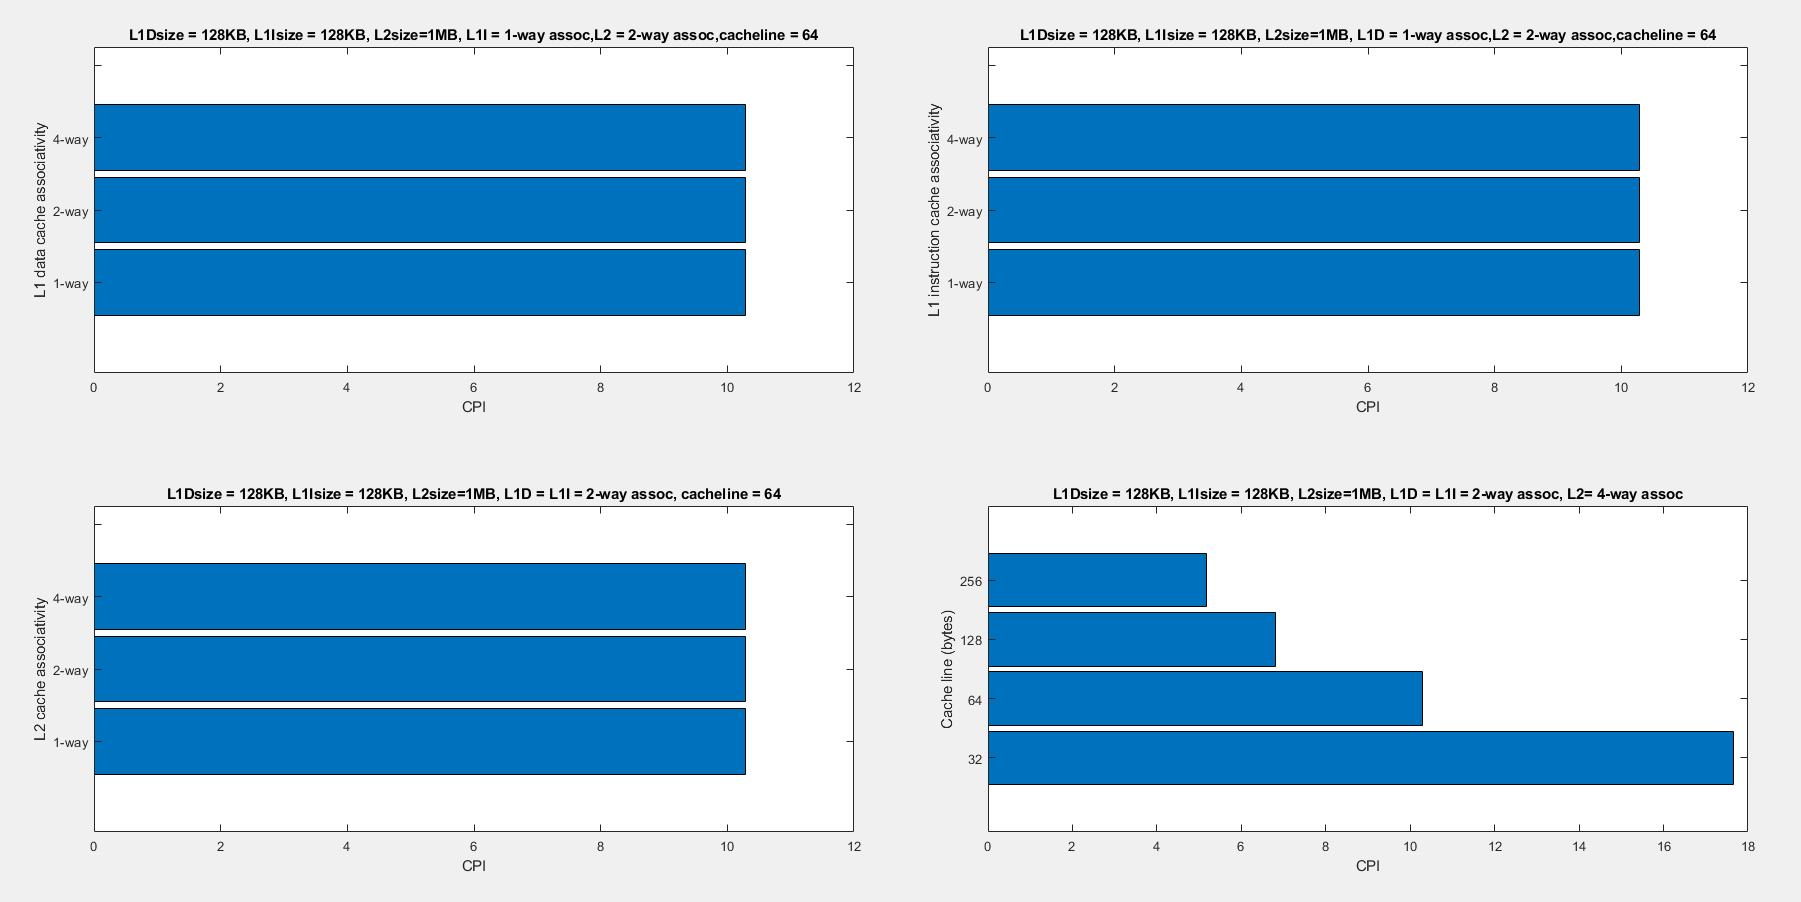 L1Dsize = 128KB, L1Isize = 128KB, L2size=1MB, L1I = 1-way assoc,L2 = 2-way assoc,cacheline = 64
L1 data cache associativity
4-way
2-way
1-way
0 2 4 6 8 10 12
CPI
L1Dsize = 128KB, L1Isize = 128KB, L2size=1MB, L1D = 1-way assoc,L2 = 2-way assoc,cacheline = 64
L1 instruction cache associativity
4-way
2-way
1-way
0 2 4 6 8 10 12
CPI
L1Dsize = 128KB, L1Isize = 128KB, L2size=1MB, L1D = L1I = 2-way assoc, cacheline = 64
L2 cache associativity
4-way
2-way
1-way
0 2 4 6 8 10 12
CPI
L1Dsize = 128KB, L1Isize = 128KB, L2size=1MB, L1D = L1I = 2-way assoc, L2= 4-way assoc
Cache line (bytes)
256
128
64
32
0 2 4 6 8 10 12 14 16 18
CPI